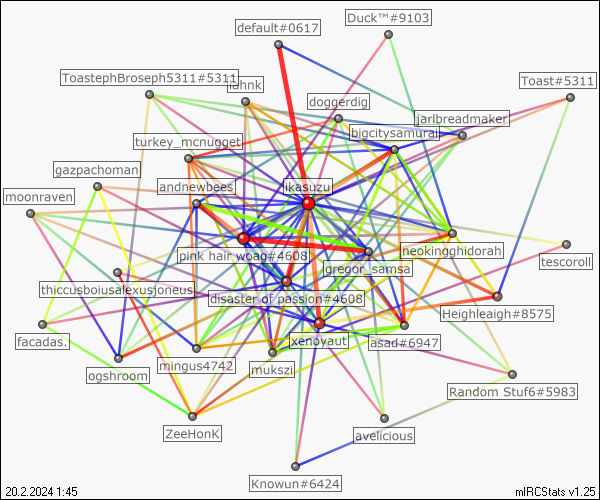 Duck™#9103
default#0617
ToastephBroseph5311#5311
iahnk
Toast#5311
doggerdig
jarlbreadmaker
bigcitysamurai
turkey_mcnugget
gazpachoman
andnewbees
ikasuzu
moonraven
pink hair woag#4608
gregor_samsa
neokingghidorah
tescoroll
thiccusboiusalexusjoneus
disaster of passion#4608
Heighleigh#8575
facadas.
xenoyaut
asad#6947
mingus4742
mukszi
ogshroom
Random Stuf6#5983
ZeeHonK
avelicious
Knowun#6424
20.2.2024 1:45
mIRCStats v1.25